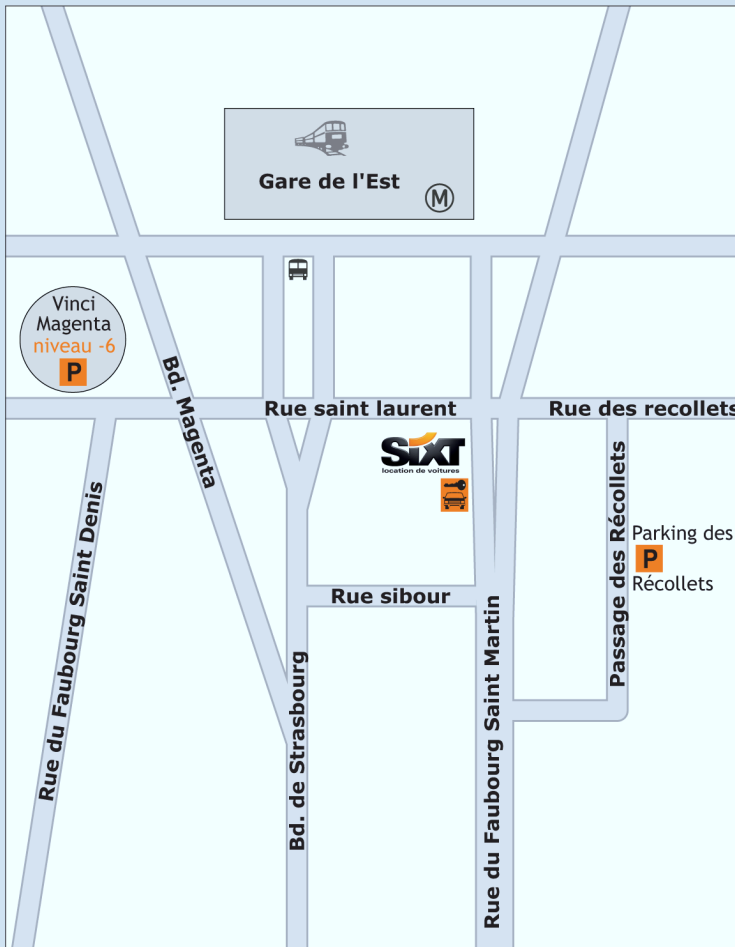 Gare de l'Est
M
Vinci
Magenta
niveau -6
P
Bd. Magenta
Rue saint laurent
Rue des recollets
SIXT
location de voitures
Rue du Faubourg Saint Denis
Passage des Récollets
Parking des
P
Récollets
Rue sibour
Bd. de Strasbourg
Rue du Faubourg Saint Martin